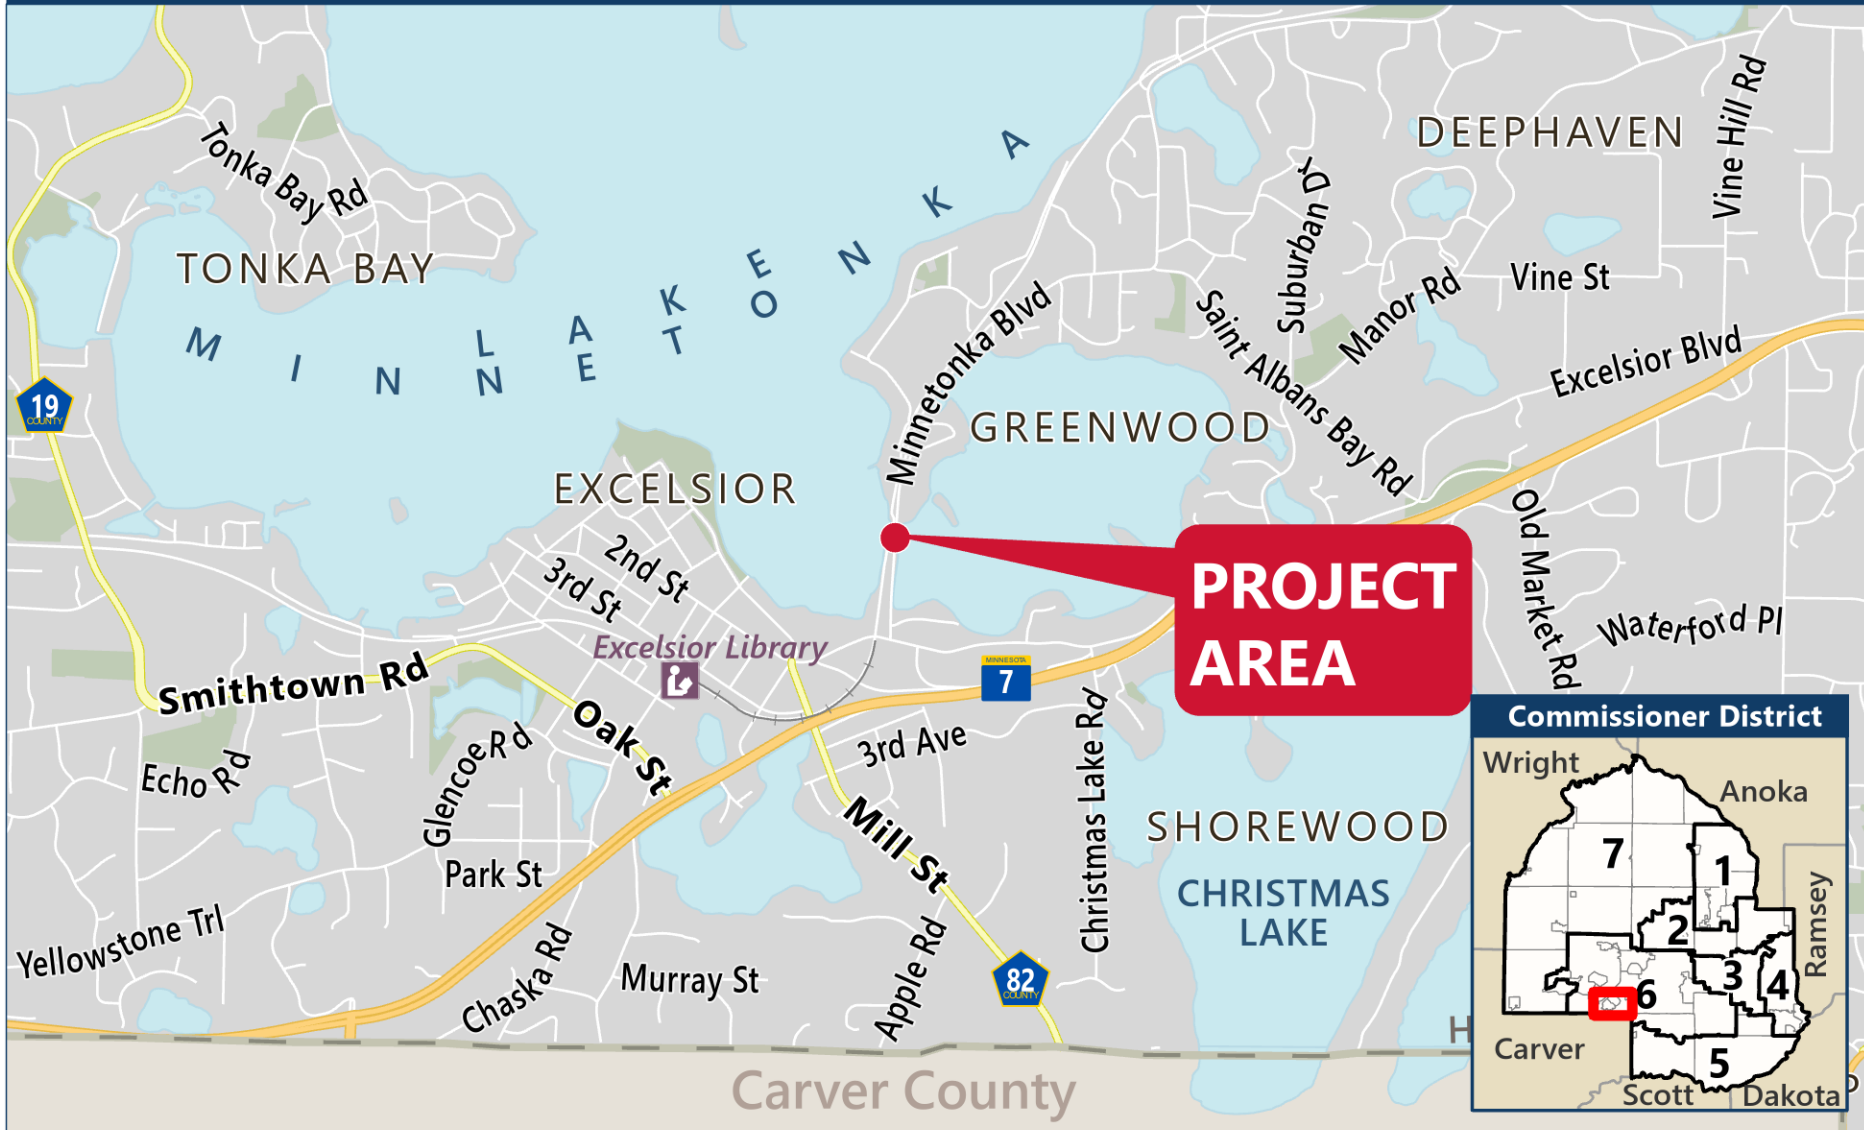 DEEPHAVEN
Vine Hill Rd
Tonka Bay Rd
Suburban Dr
TONKA BAY
LAKE
MINNETONKA
Vine St
Manor Rd
Minnetonka Blvd
Saint Albans Bay Rd
Excelsior Blvd
19
COUNTY
GREENWOOD
EXCELSIOR
2nd St
3rd St
PROJECT
AREA
Old Market Rd
Waterford Pl
Excelsior Library
Smithtown Rd
MINNESOTA
7
Oak St
3rd Ave
Echo Rd
Glencoe Rd
Christmas Lake Rd
Mill St
SHOREWOOD
Park St
CHRISTMAS
LAKE
Yellowstone Trl
Chaska Rd
Murray St
Apple Rd
82
COUNTY
H
Carver County
Commissioner District
Wright
Anoka
7
1
Ramsey
2
3
4
6
Carver
5
Scott
Dakota